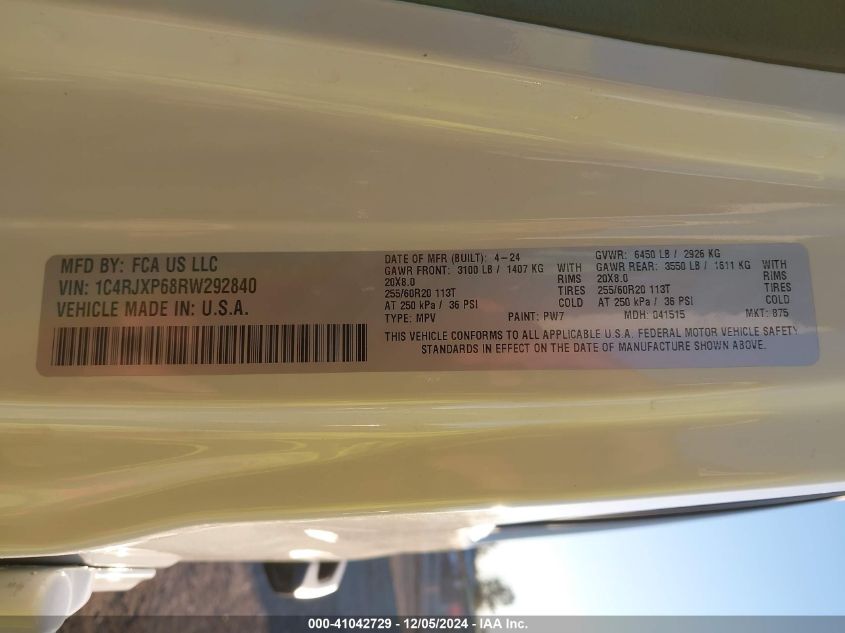 MFD BY: FCA US LLC
VIN: 1C4RJXP68RW292840
VEHICLE MADE IN: U.S.A.
DATE OF MFR (BUILT): 4-24 GVWR: 6450 LB / 2926 KG
GAWR FRONT: 3100 LB / 1407 KG WITH GAWR REAR: 3550 LB / 1611 KG WITH
20X8.0 RIMS 20X8.0 RIMS
255/60R20 113T TIRES 255/60R20 113T TIRES
AT 250 kPa / 36 PSI COLD AT 250 kPa / 36 PSI COLD
TYPE: MPV PAINT: PW7 MDH: 041515 MKT: 875
THIS VEHICLE CONFORMS TO ALL APPLICABLE U.S.A. FEDERAL MOTOR VEHICLE SAFETY
STANDARDS IN EFFECT ON THE DATE OF MANUFACTURE SHOWN ABOVE.
000-41042729 - 12/05/2024 - IAA Inc.